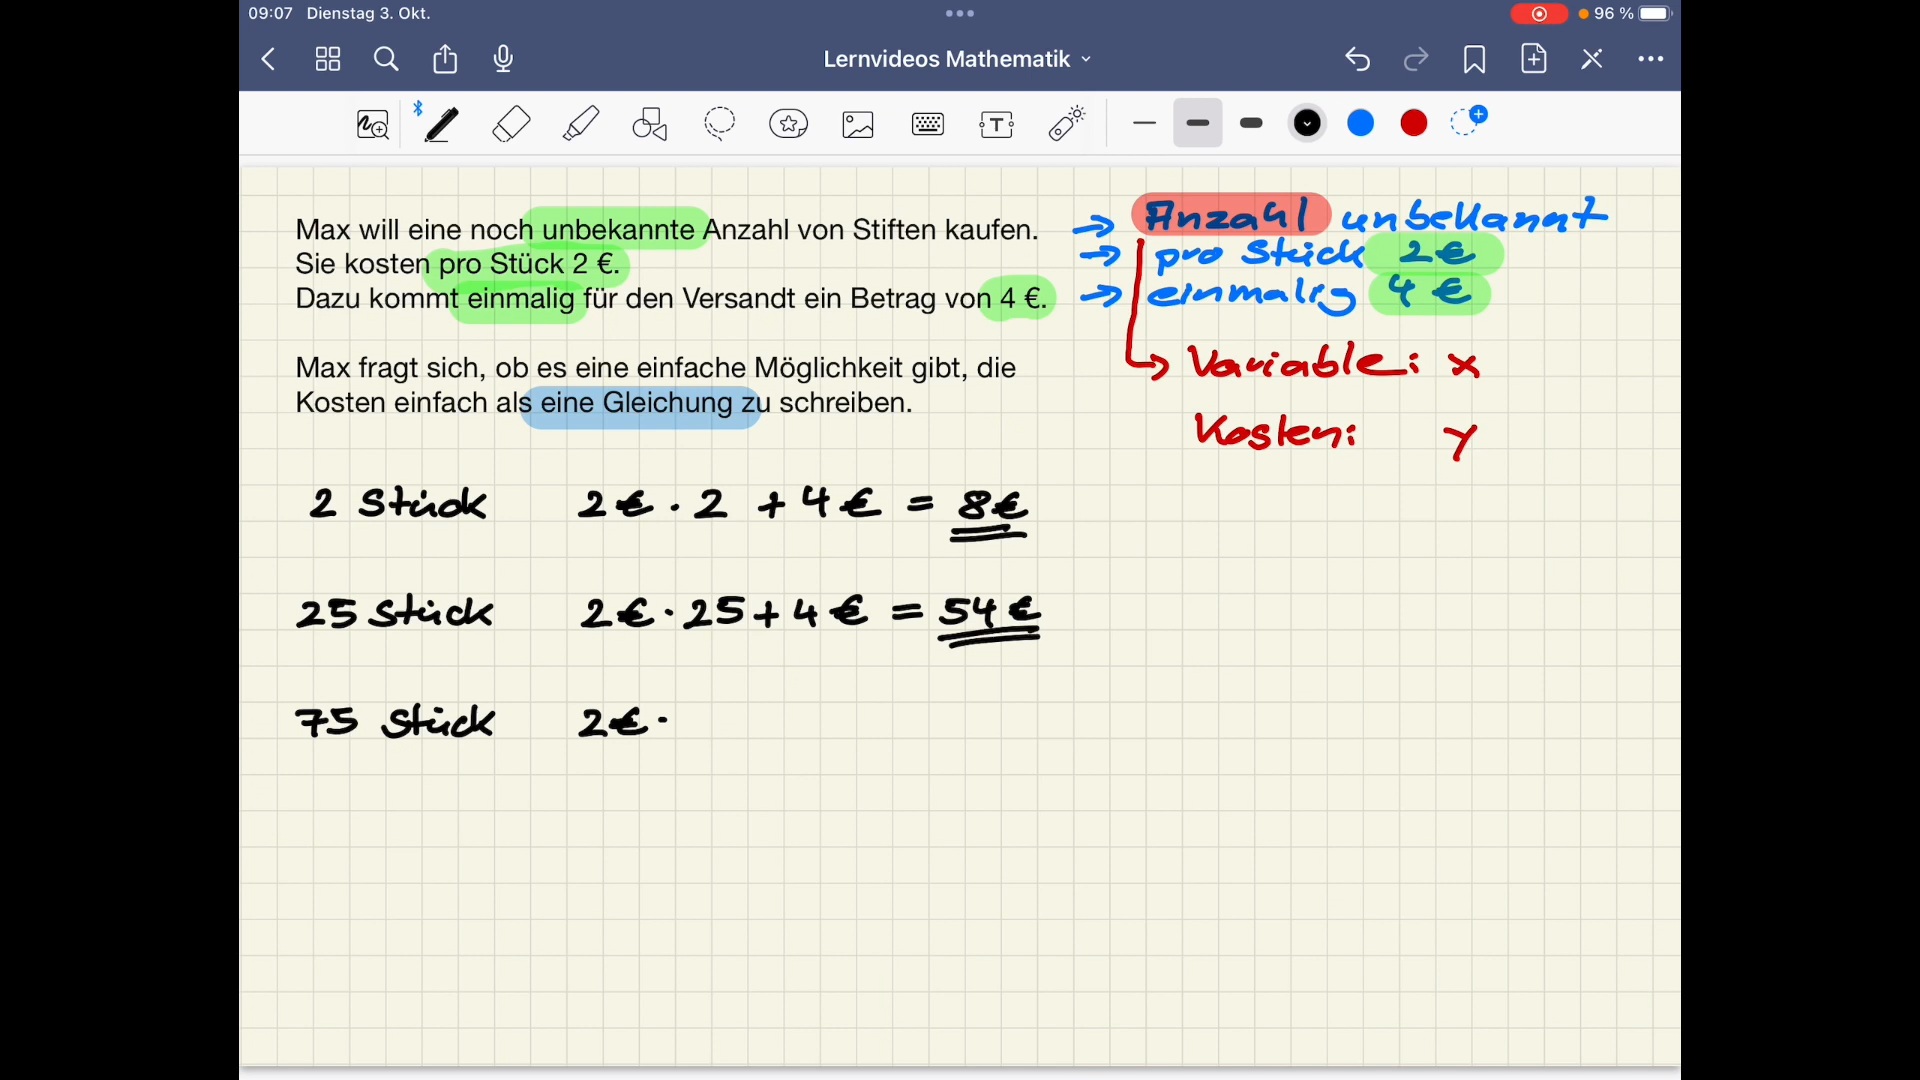 09:07 Dienstag 3. Okt.
96 %
Lernvideos Mathematik
Max will eine noch unbekannte Anzahl von Stiften kaufen.
Sie kosten pro Stück 2 €.
Dazu kommt einmalig für den Versandt ein Betrag von 4 €.
Max fragt sich, ob es eine einfache Möglichkeit gibt, die
Kosten einfach als eine Gleichung zu schreiben.
→ Anzahl unbekannt
→ pro Stück 2 €
→ einmalig 4 €
Variable: x
Kosten: y
2 Stück 2 € · 2 + 4 € = 8 €
25 Stück 2 € · 25 + 4 € = 54 €
75 Stück 2 € ·